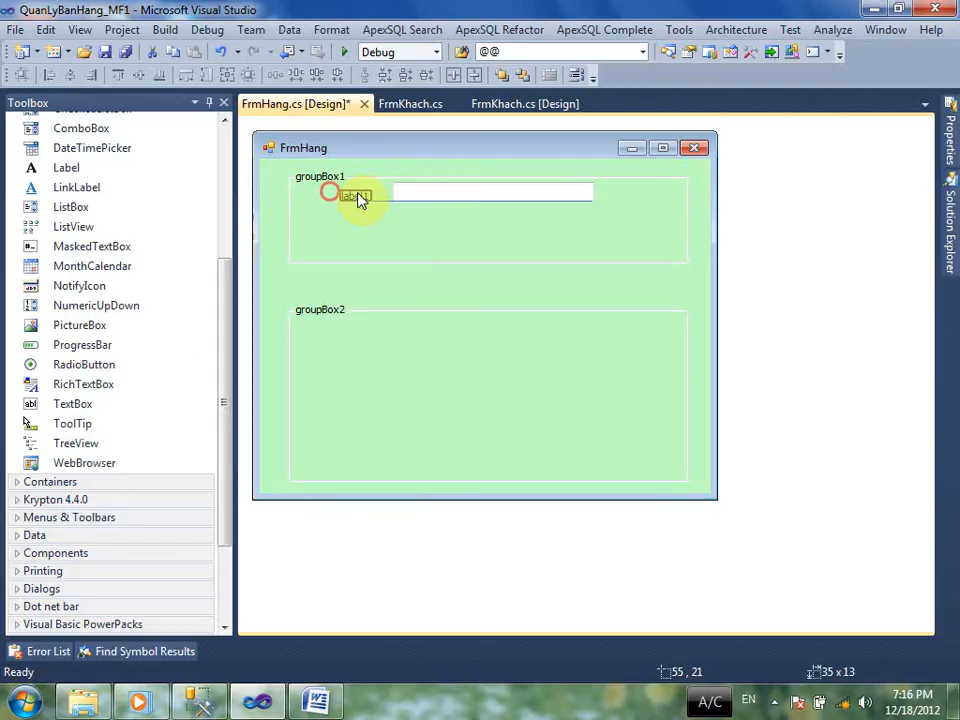 QuanLyBanHang_MF1 - Microsoft Visual Studio
File Edit View Project Build Debug Team Data Format ApexSQL Search ApexSQL Refactor ApexSQL Complete Tools Architecture Test Analyze Window Help
Debug @@
Toolbox
FrmHang.cs [Design]* FrmKhach.cs FrmKhach.cs [Design]
ComboBox
DateTimePicker
Label
LinkLabel
ListBox
ListView
MaskedTextBox
MonthCalendar
NotifyIcon
NumericUpDown
PictureBox
ProgressBar
RadioButton
RichTextBox
TextBox
ToolTip
TreeView
WebBrowser
Containers
Krypton 4.4.0
Menus & Toolbars
Data
Components
Printing
Dialogs
Dot net bar
Visual Basic PowerPacks
FrmHang
groupBox1
label1
groupBox2
Properties
Solution Explorer
Error List Find Symbol Results
Ready 55 , 21 35 x 13
A/C EN 7:16 PM
12/18/2012